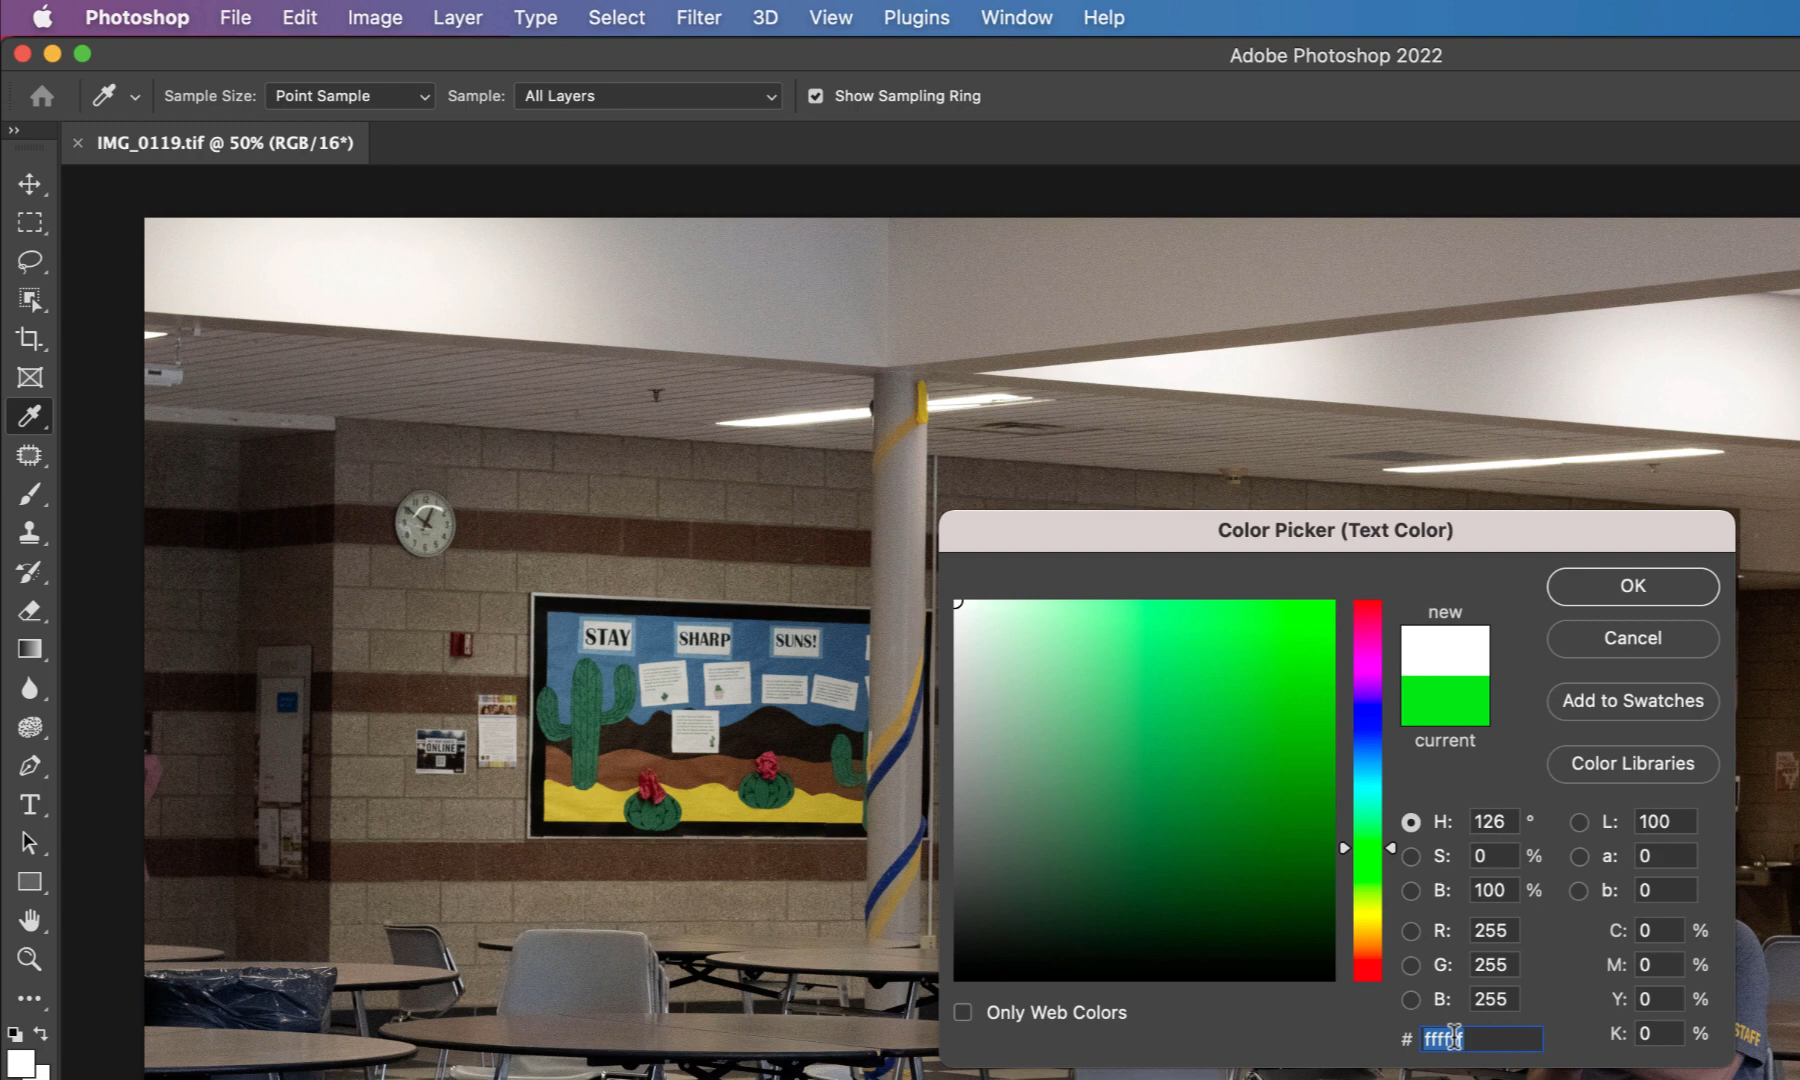 Photoshop File Edit Image Layer Type Select Filter 3D View Plugins Window Help
Adobe Photoshop 2022
Sample Size: Point Sample Sample: All Layers Show Sampling Ring
IMG_0119.tif @ 50% (RGB/16*)
STAY SHARP SUNS!
ONLINE
Color Picker (Text Color)
OK
new
Cancel
Add to Swatches
current
Color Libraries
H: 126 ° L: 100
S: 0 % a: 0
B: 100 % b: 0
R: 255 C: 0 %
G: 255 M: 0 %
B: 255 Y: 0 %
Only Web Colors
# ffffff K: 0 %
STAFF